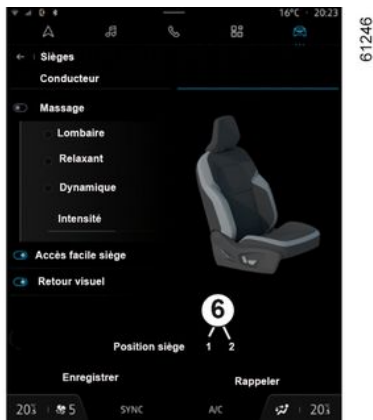 16°C · 20:23
← Sièges
Conducteur
Massage
Lombaire
Relaxant
Dynamique
Intensité
Accès facile siège
Retour visuel
6
Position siège 1 2
Enregistrer Rappeler
5 SYNC A/C
61246